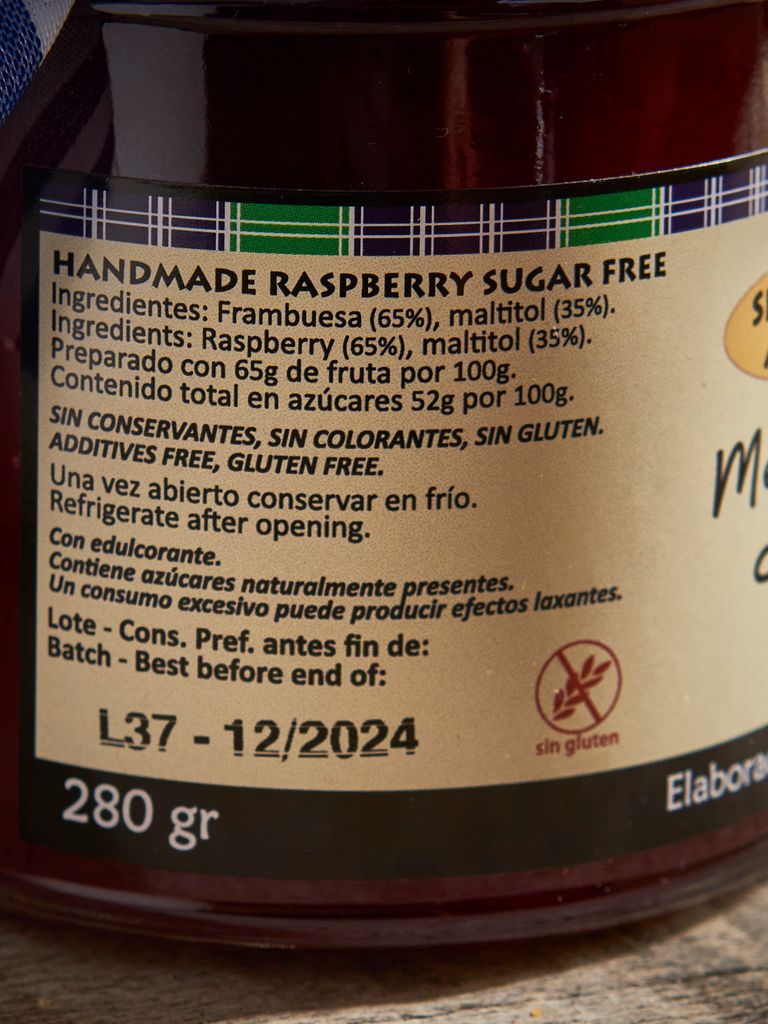 HANDMADE RASPBERRY SUGAR FREE
Ingredientes: Frambuesa (65%), maltitol (35%).
Ingredients: Raspberry (65%), maltitol (35%).
Preparado con 65g de fruta por 100g.
Contenido total en azúcares 52g por 100g.
SIN CONSERVANTES, SIN COLORANTES, SIN GLUTEN.
ADDITIVES FREE, GLUTEN FREE.
Una vez abierto conservar en frío.
Refrigerate after opening.
Con edulcorante.
Contiene azúcares naturalmente presentes.
Un consumo excesivo puede producir efectos laxantes.
Lote - Cons. Pref. antes fin de:
Batch - Best before end of:
L37 - 12/2024
sin gluten
280 gr